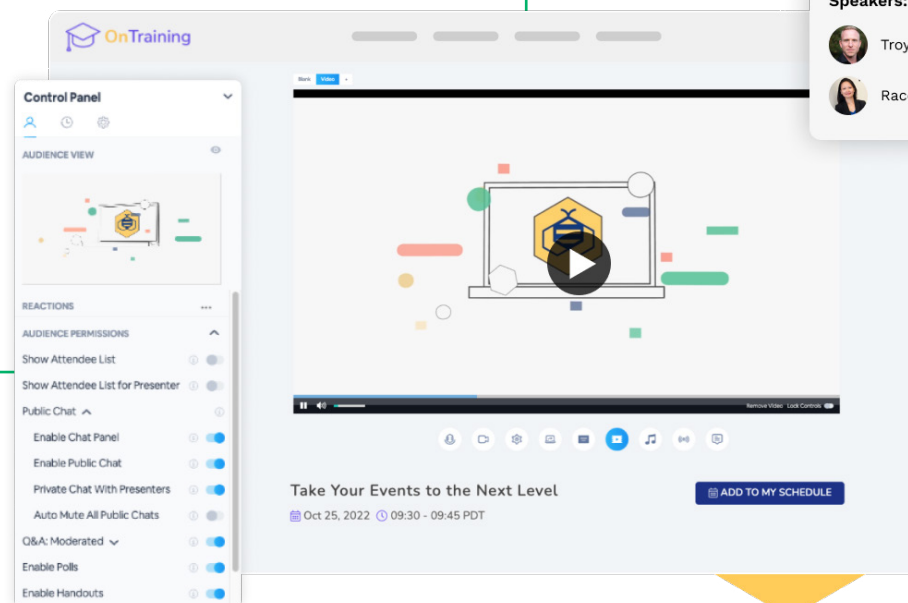 Speakers:
Troy
OnTraining
Control Panel
AUDIENCE VIEW
REACTIONS
AUDIENCE PERMISSIONS
Show Attendee List
Show Attendee List for Presenter
Public Chat
Enable Chat Panel
Enable Public Chat
Private Chat With Presenters
Auto Mute All Public Chats
Q&A: Moderated
Enable Polls
Enable Handouts
Blank Video +
Remove Video Lock Controls
Take Your Events to the Next Level
ADD TO MY SCHEDULE
Oct 25, 2022 09:30 - 09:45 PDT